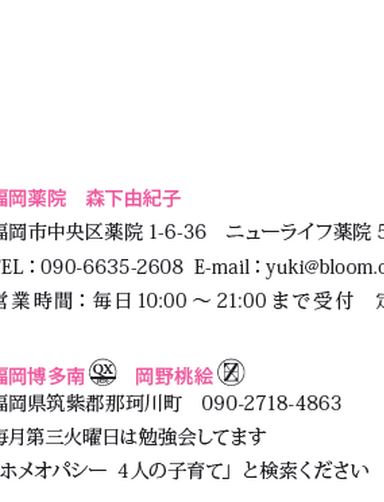 福岡薬院　森下由紀子
福岡市中央区薬院 1-6-36　ニューライフ薬院 5
TEL：090-6635-2608 E-mail：yuki@bloom.o
営業時間：毎日 10:00 〜 21:00 まで受付　定
福岡博多南 QX　岡野桃絵
福岡県筑紫郡那珂川町　090-2718-4863
毎月第三火曜日は勉強会してます
ホメオパシー　4人の子育て」と検索ください